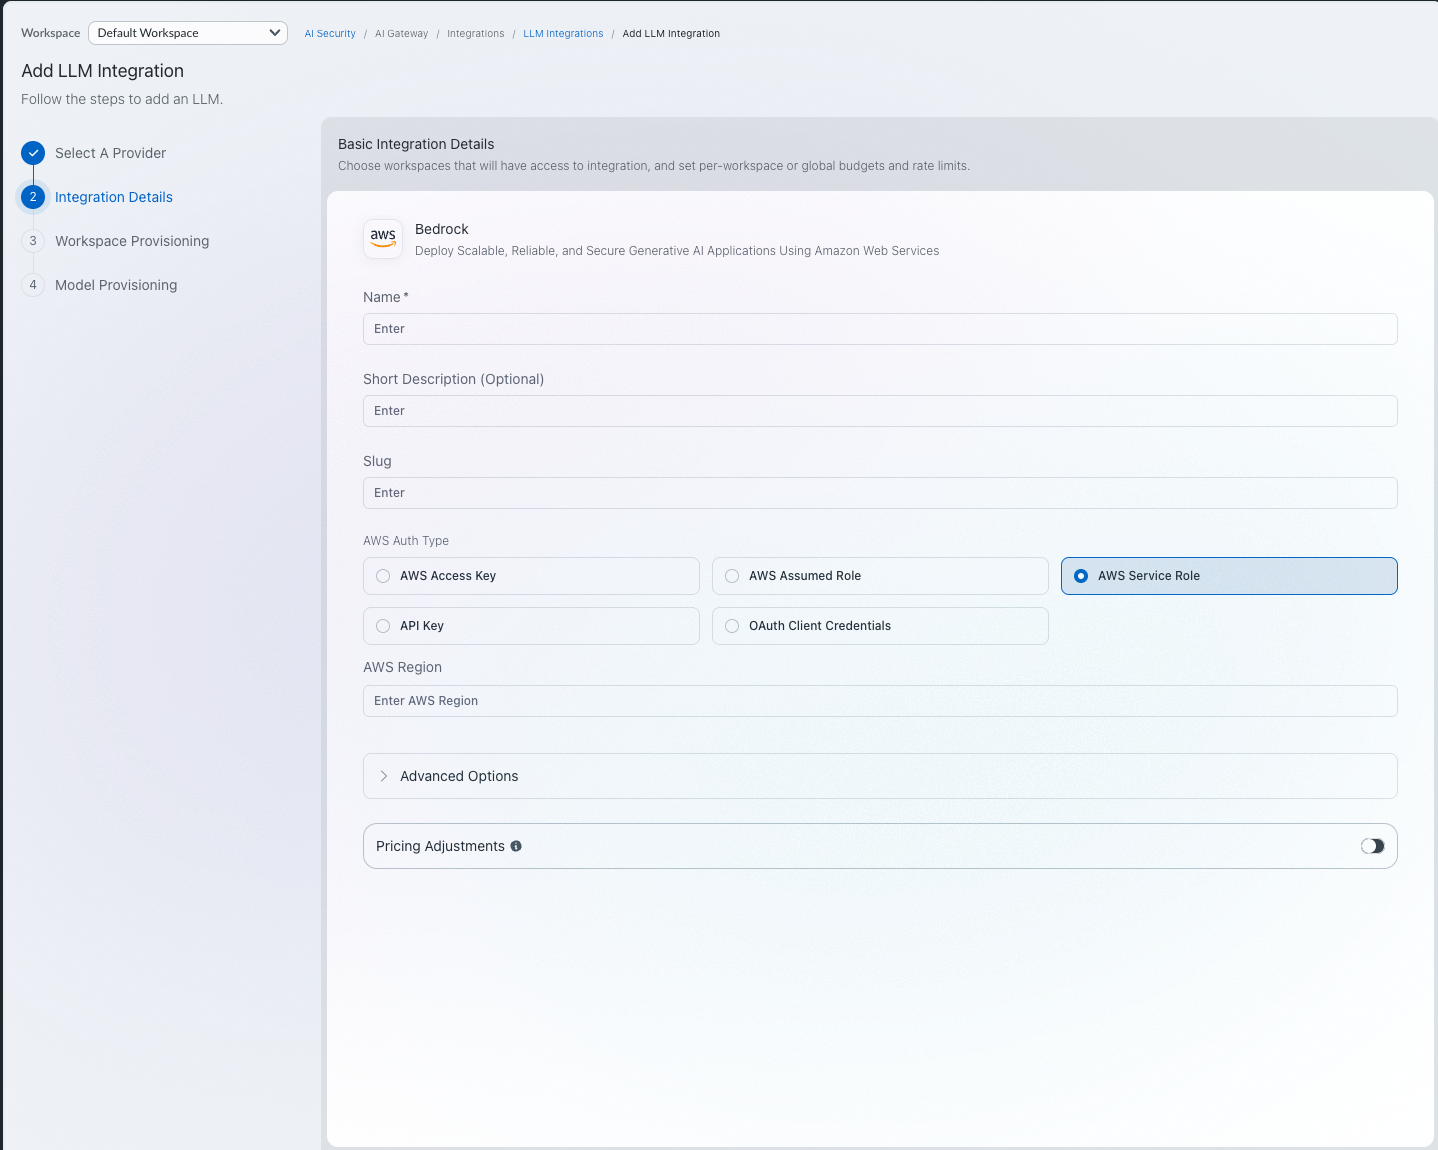 Workspace Default Workspace AI Security / AI Gateway / Integrations / LLM Integrations / Add LLM Integration
Add LLM Integration
Follow the steps to add an LLM.
Select A Provider
2 Integration Details
3 Workspace Provisioning
4 Model Provisioning
Basic Integration Details
Choose workspaces that will have access to integration, and set per-workspace or global budgets and rate limits.
aws
Bedrock
Deploy Scalable, Reliable, and Secure Generative AI Applications Using Amazon Web Services
Name *
Enter
Short Description (Optional)
Enter
Slug
Enter
AWS Auth Type
AWS Access Key AWS Assumed Role AWS Service Role
API Key OAuth Client Credentials
AWS Region
Enter AWS Region
Advanced Options
Pricing Adjustments